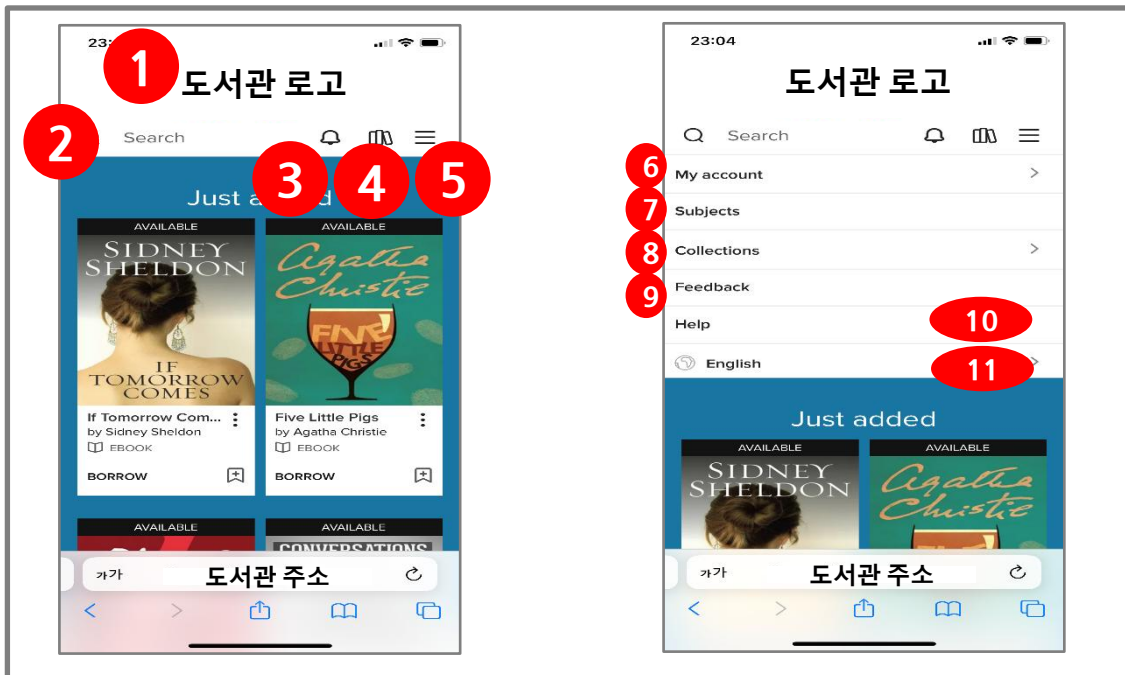 23:
1
도서관 로고
2
Search
3
4
5
Just a d
AVAILABLE
SIDNEY
SHELDON
IF
TOMORROW
COMES
If Tomorrow Com...
by Sidney Sheldon
EBOOK
BORROW
AVAILABLE
Agatha
Christie
FIVE
LITTLE
PIGS
Five Little Pigs
by Agatha Christie
EBOOK
BORROW
AVAILABLE
AVAILABLE
CONVERSATIONS
가가
도서관 주소
23:04
도서관 로고
Search
6
My account
7
Subjects
8
Collections
9
Feedback
Help
10
English
11
Just added
AVAILABLE
SIDNEY
SHELDON
AVAILABLE
Agatha
Christie
가가
도서관 주소